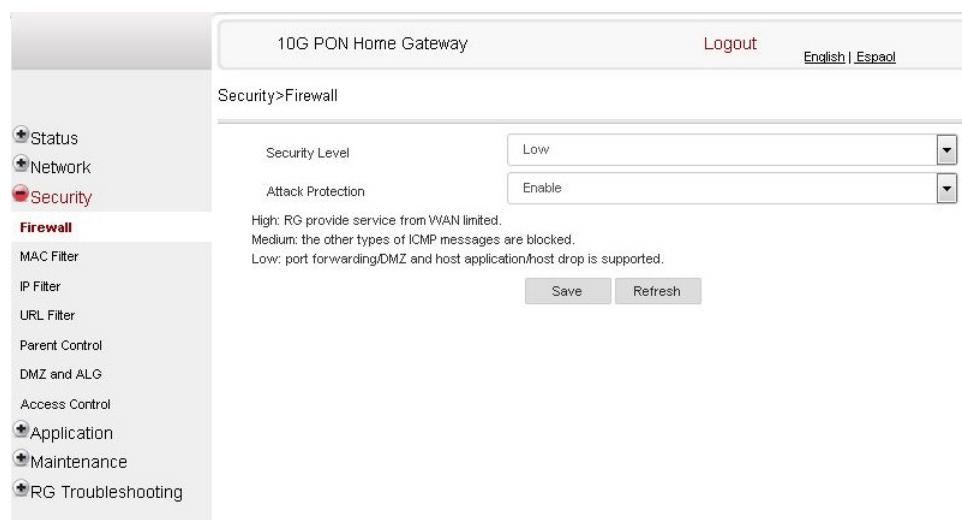 10G PON Home Gateway
Logout
English | Espaol
Security>Firewall
Status
Network
Security
Firewall
MAC Filter
IP Filter
URL Filter
Parent Control
DMZ and ALG
Access Control
Application
Maintenance
RG Troubleshooting
Security Level
Low
Attack Protection
Enable
High: RG provide service from WAN limited.
Medium: the other types of ICMP messages are blocked.
Low: port forwarding/DMZ and host application/host drop is supported.
Save
Refresh